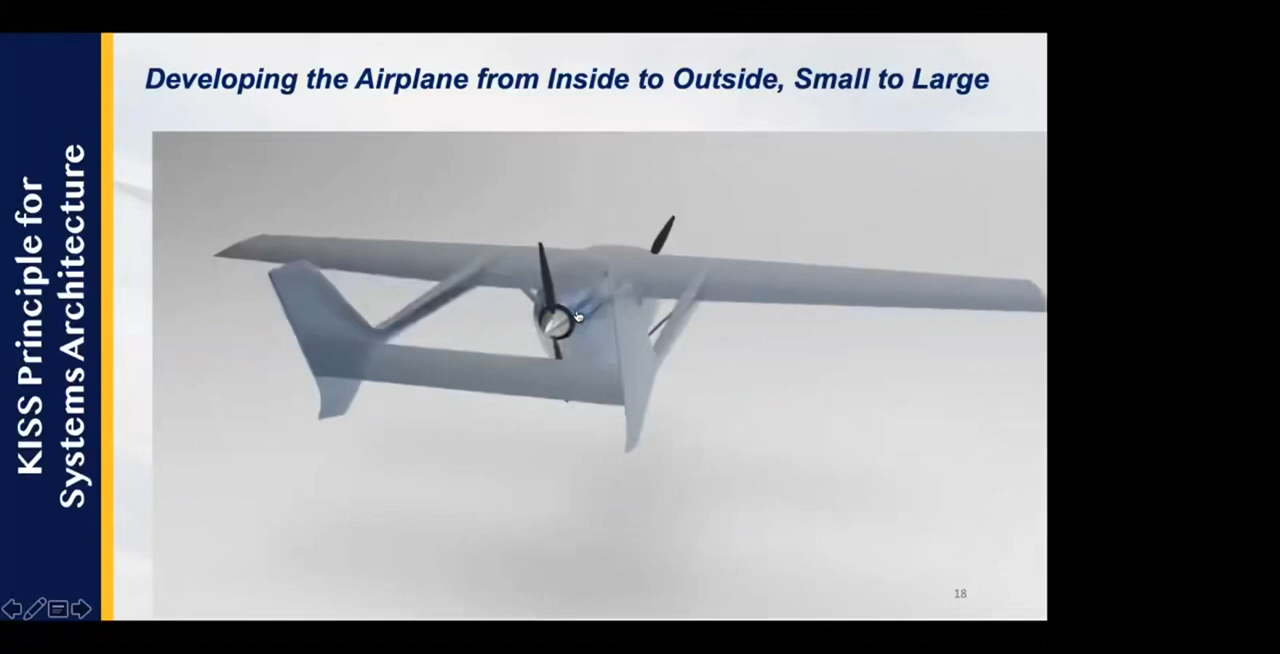 Developing the Airplane from Inside to Outside, Small to Large
KISS Principle for
Systems Architecture
18